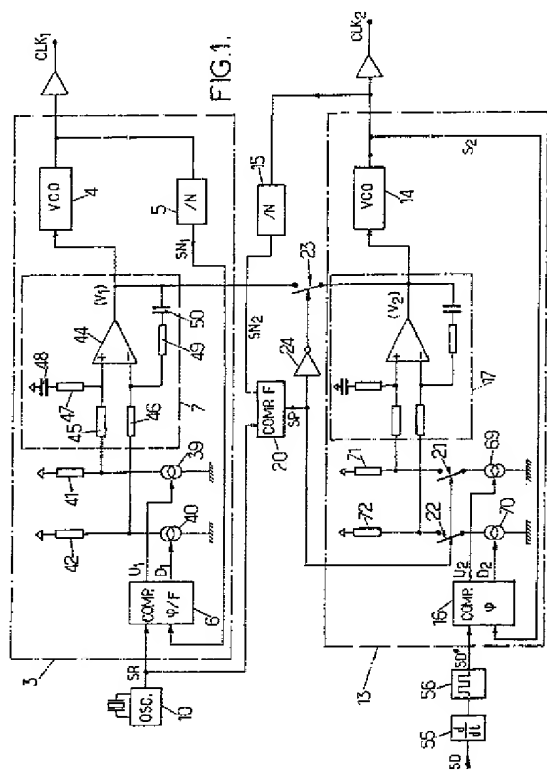 FIG.1.
CLK₁
VCO
4
/N
5
SN₁
(V₁)
44
+
−
48
47
45
46
49
50
7
41
42
39
40
U₁
D₁
COMP. φ/F
6
3
SR
OSC.
10
CLK₂
/N
15
SN₂
COMP. F
20
SP
24
23
VCO
14
S₂
(V₂)
+
−
17
71
72
21
22
69
70
U₂
D₂
COMP. φ
16
13
SD'
56
d/dt
55
SD